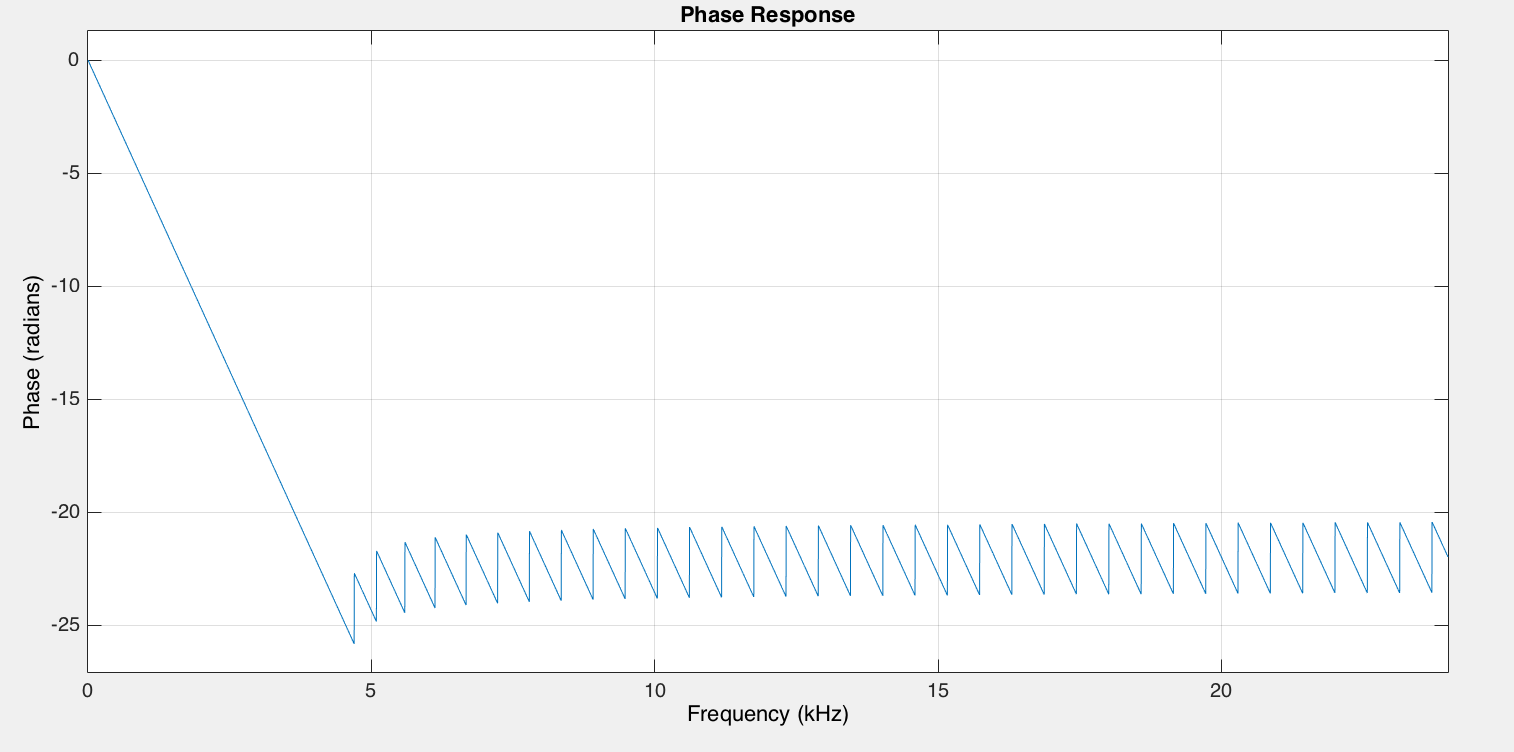 Phase Response
Phase (radians)
0
-5
-10
-15
-20
-25
0 5 10 15 20
Frequency (kHz)